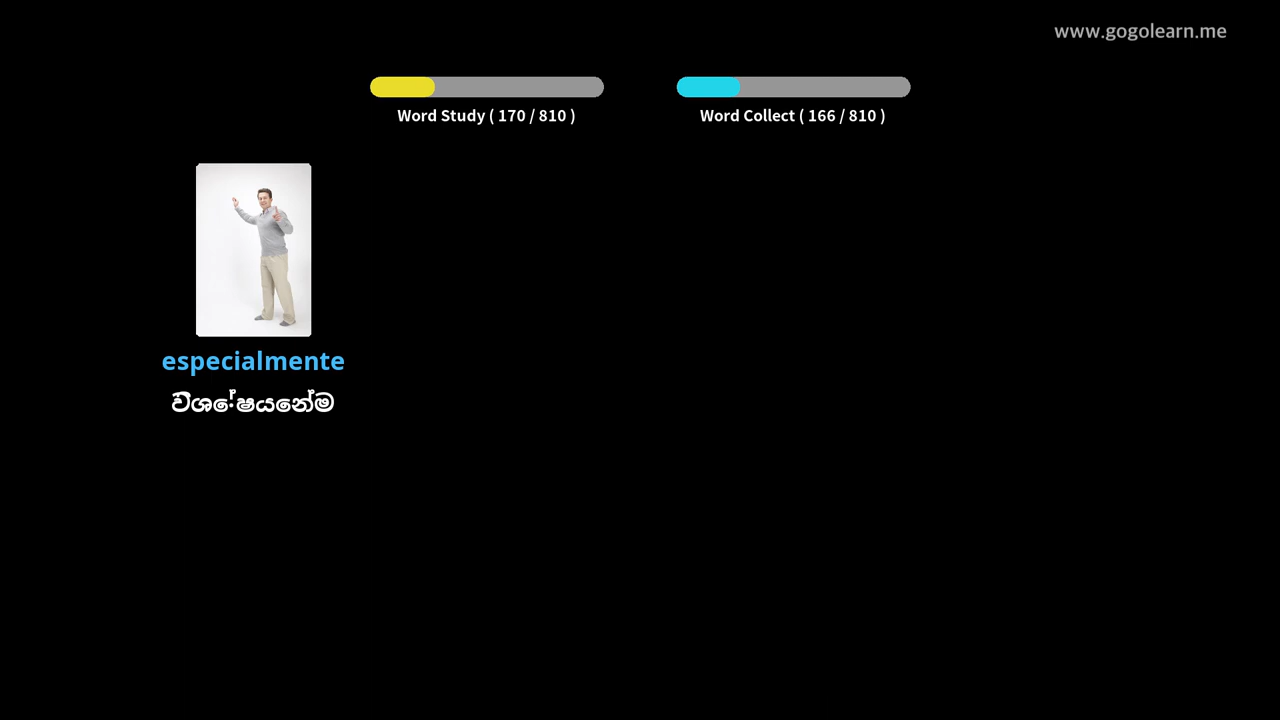 www.gogolearn.me
Word Study ( 170 / 810 )
Word Collect ( 166 / 810 )
especialmente
විශේෂයෙන්ම